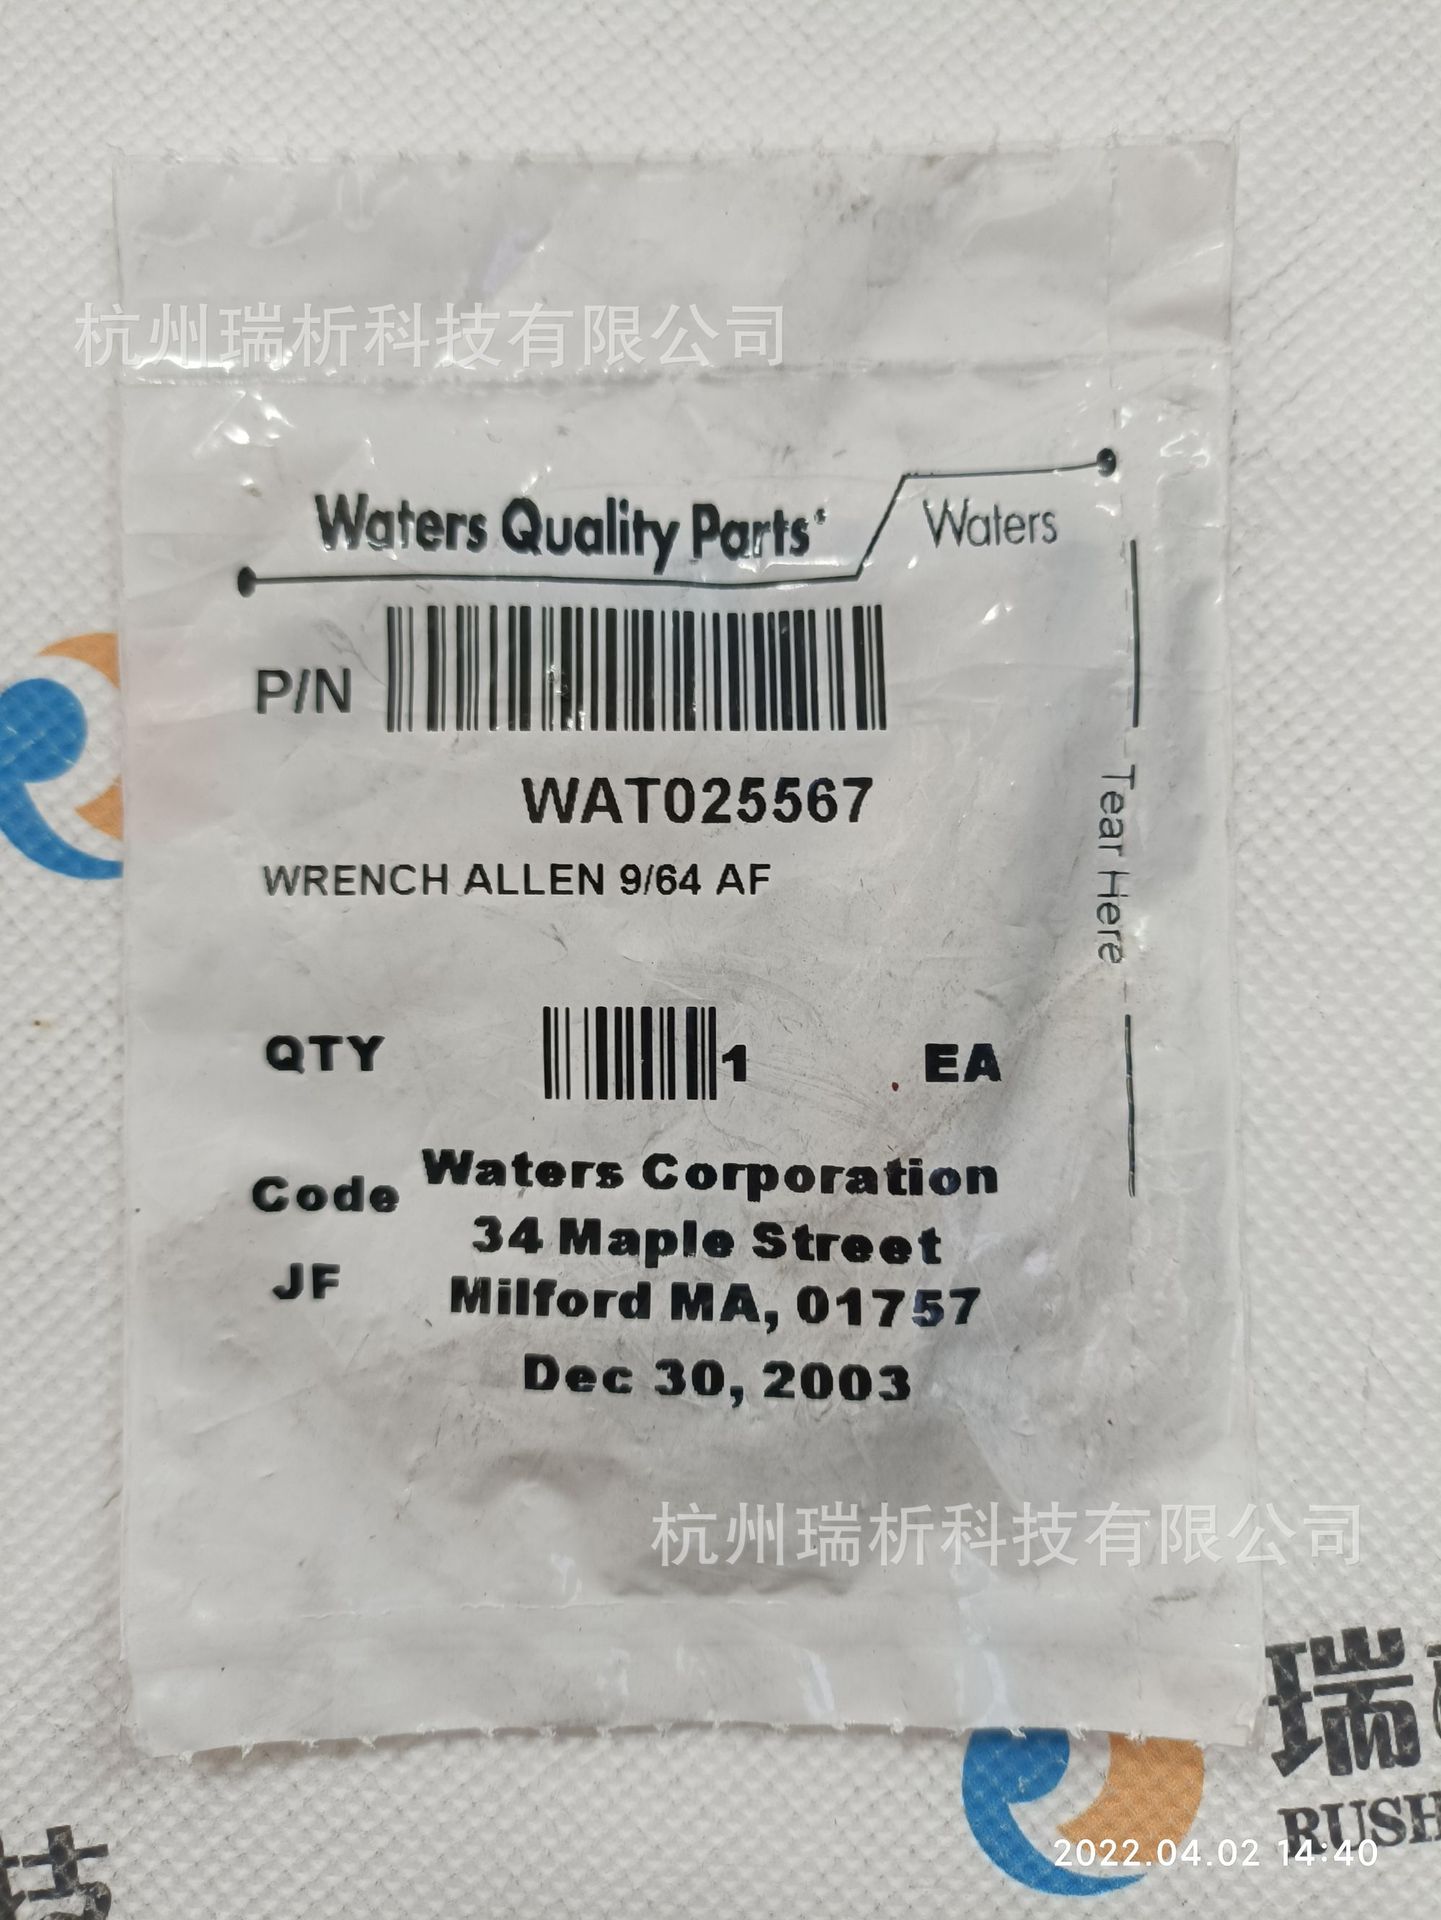 杭州瑞析科技有限公司
Waters Quality Parts
Waters
P/N
WAT025567
WRENCH ALLEN 9/64 AF
Tear Here
QTY
1
EA
Code
JF
Waters Corporation
34 Maple Street
Milford MA, 01757
Dec 30, 2003
杭州瑞析科技有限公司
瑞
RUSH
技
2022.04.02 14:40